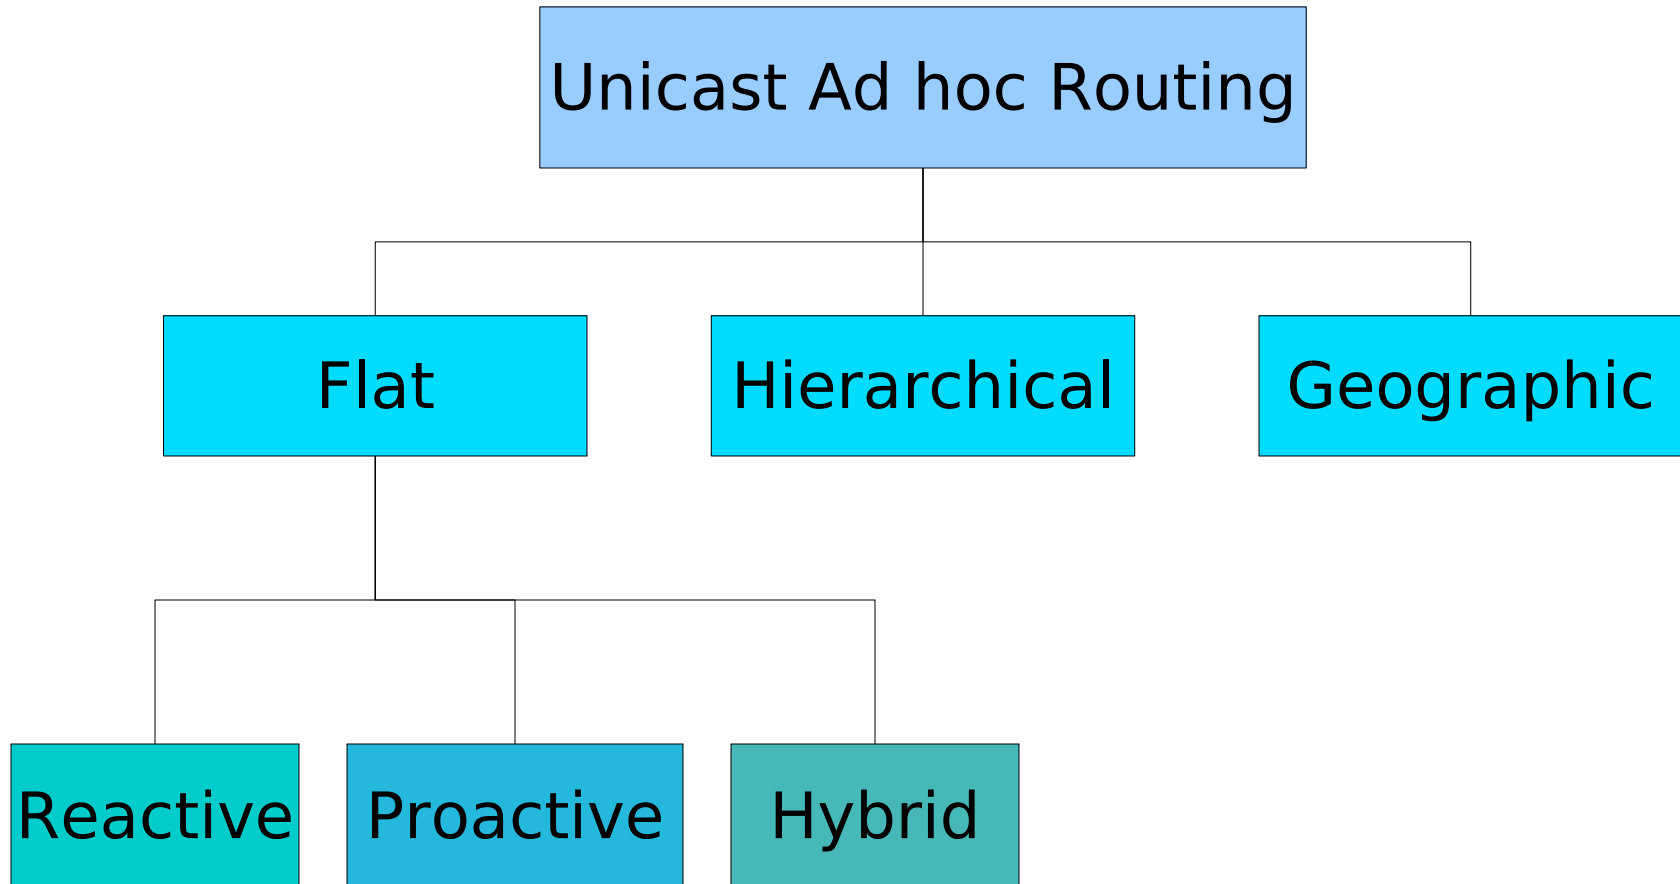 Unicast Ad hoc Routing
Flat
Hierarchical
Geographic
Reactive
Proactive
Hybrid